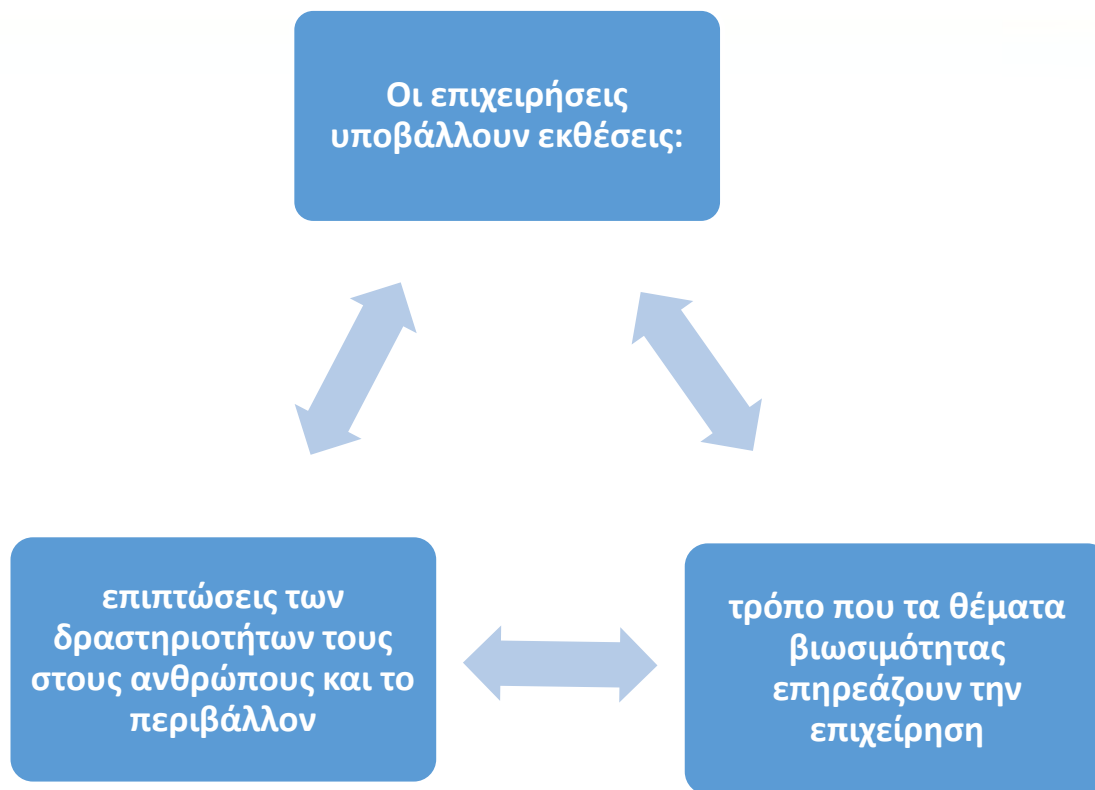 Οι επιχειρήσεις
υποβάλλουν εκθέσεις:
επιπτώσεις των
δραστηριοτήτων τους
στους ανθρώπους και το
περιβάλλον
τρόπο που τα θέματα
βιωσιμότητας
επηρεάζουν την
επιχείρηση